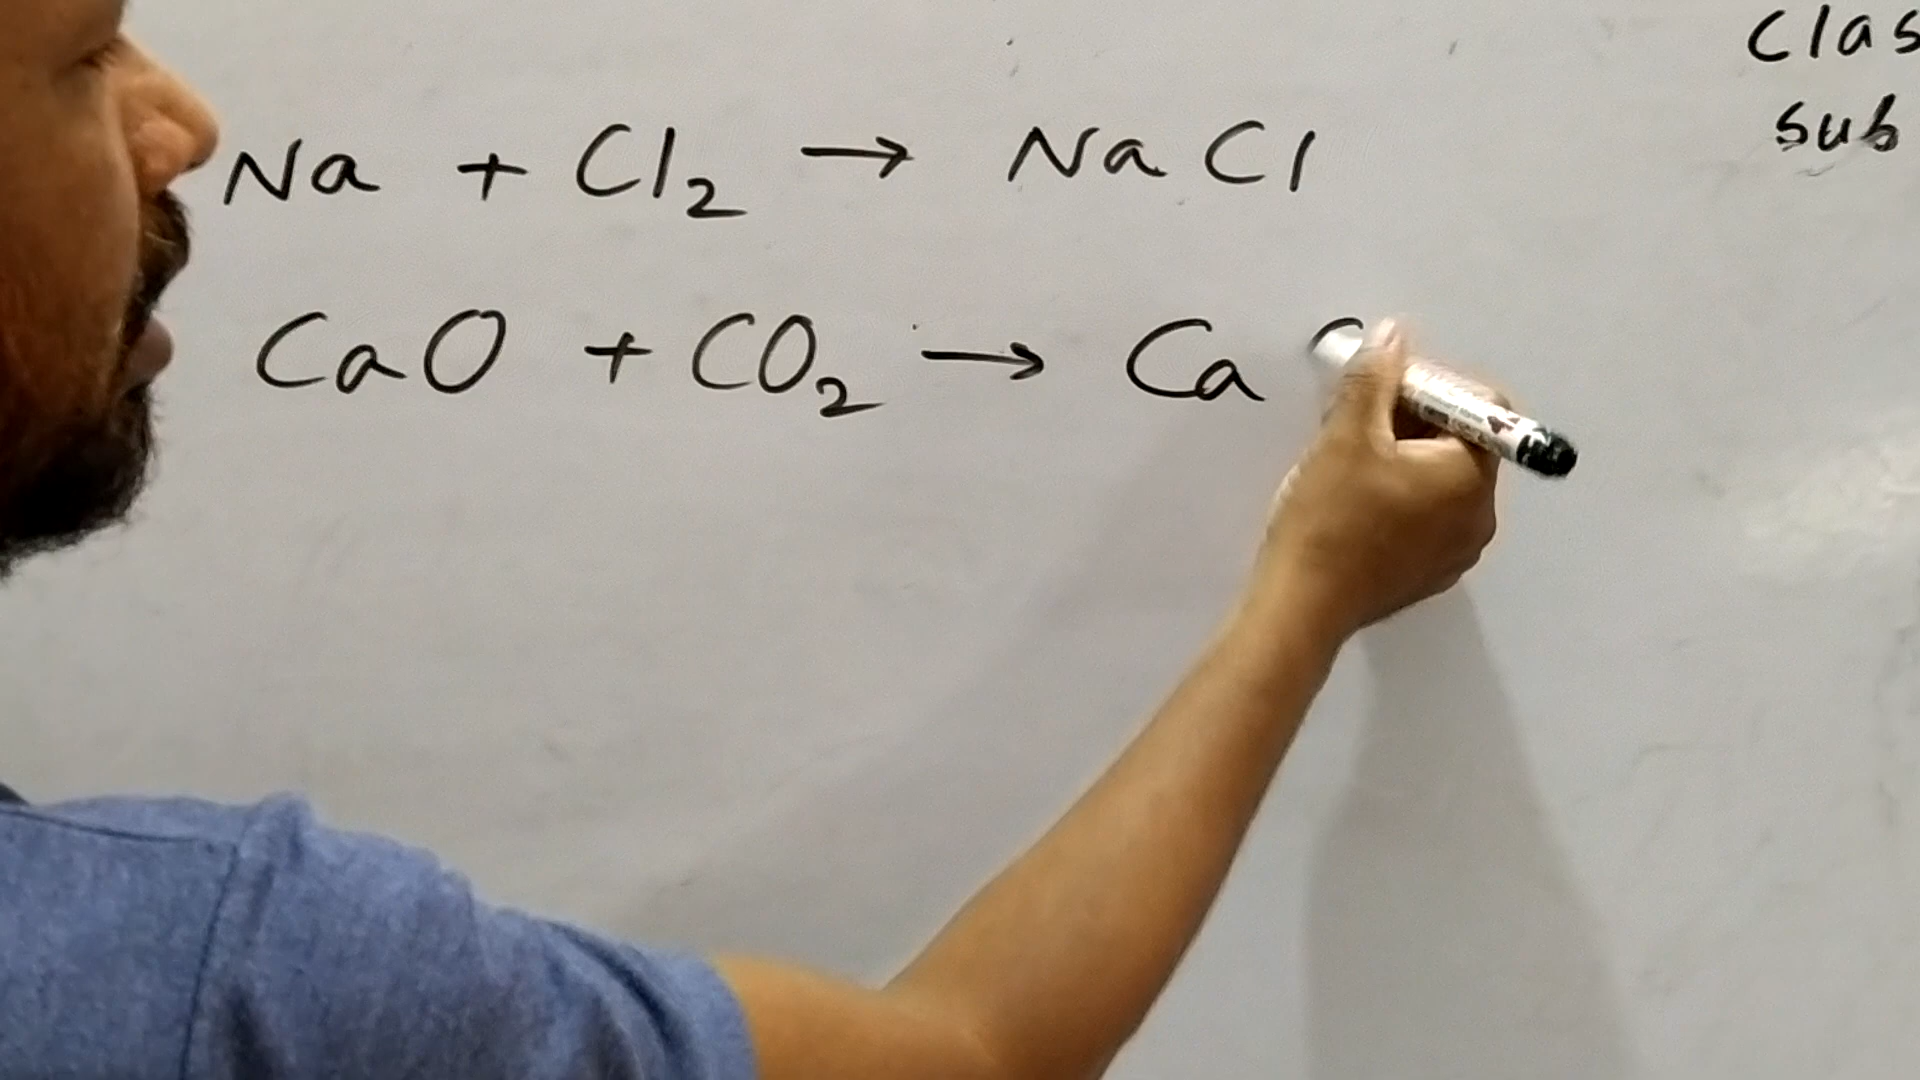 Clas
sub
Na + Cl₂ → NaCl
CaO + CO₂ → Ca C